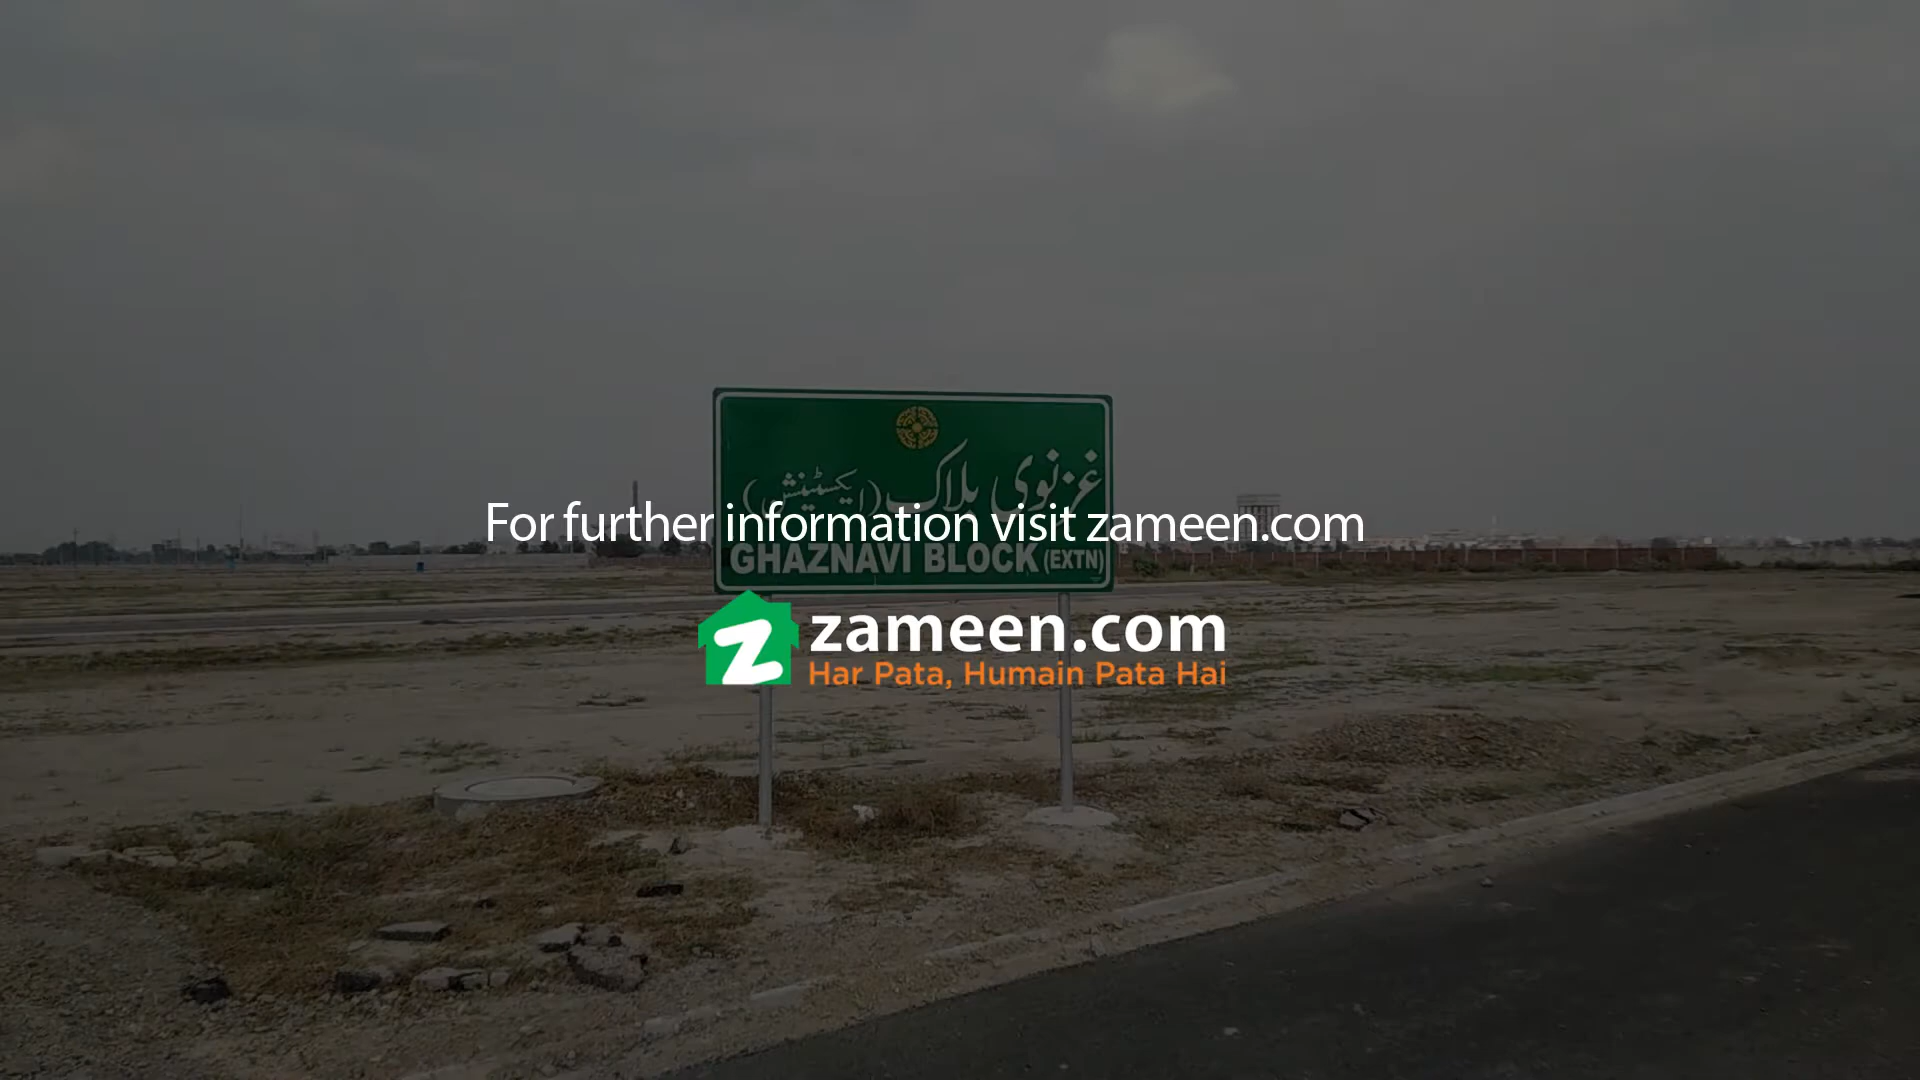 غزنوی بلاک (ایکسٹینشن)
For further information visit zameen.com
GHAZNAVI BLOCK (EXTN)
zameen.com
Har Pata, Humain Pata Hai